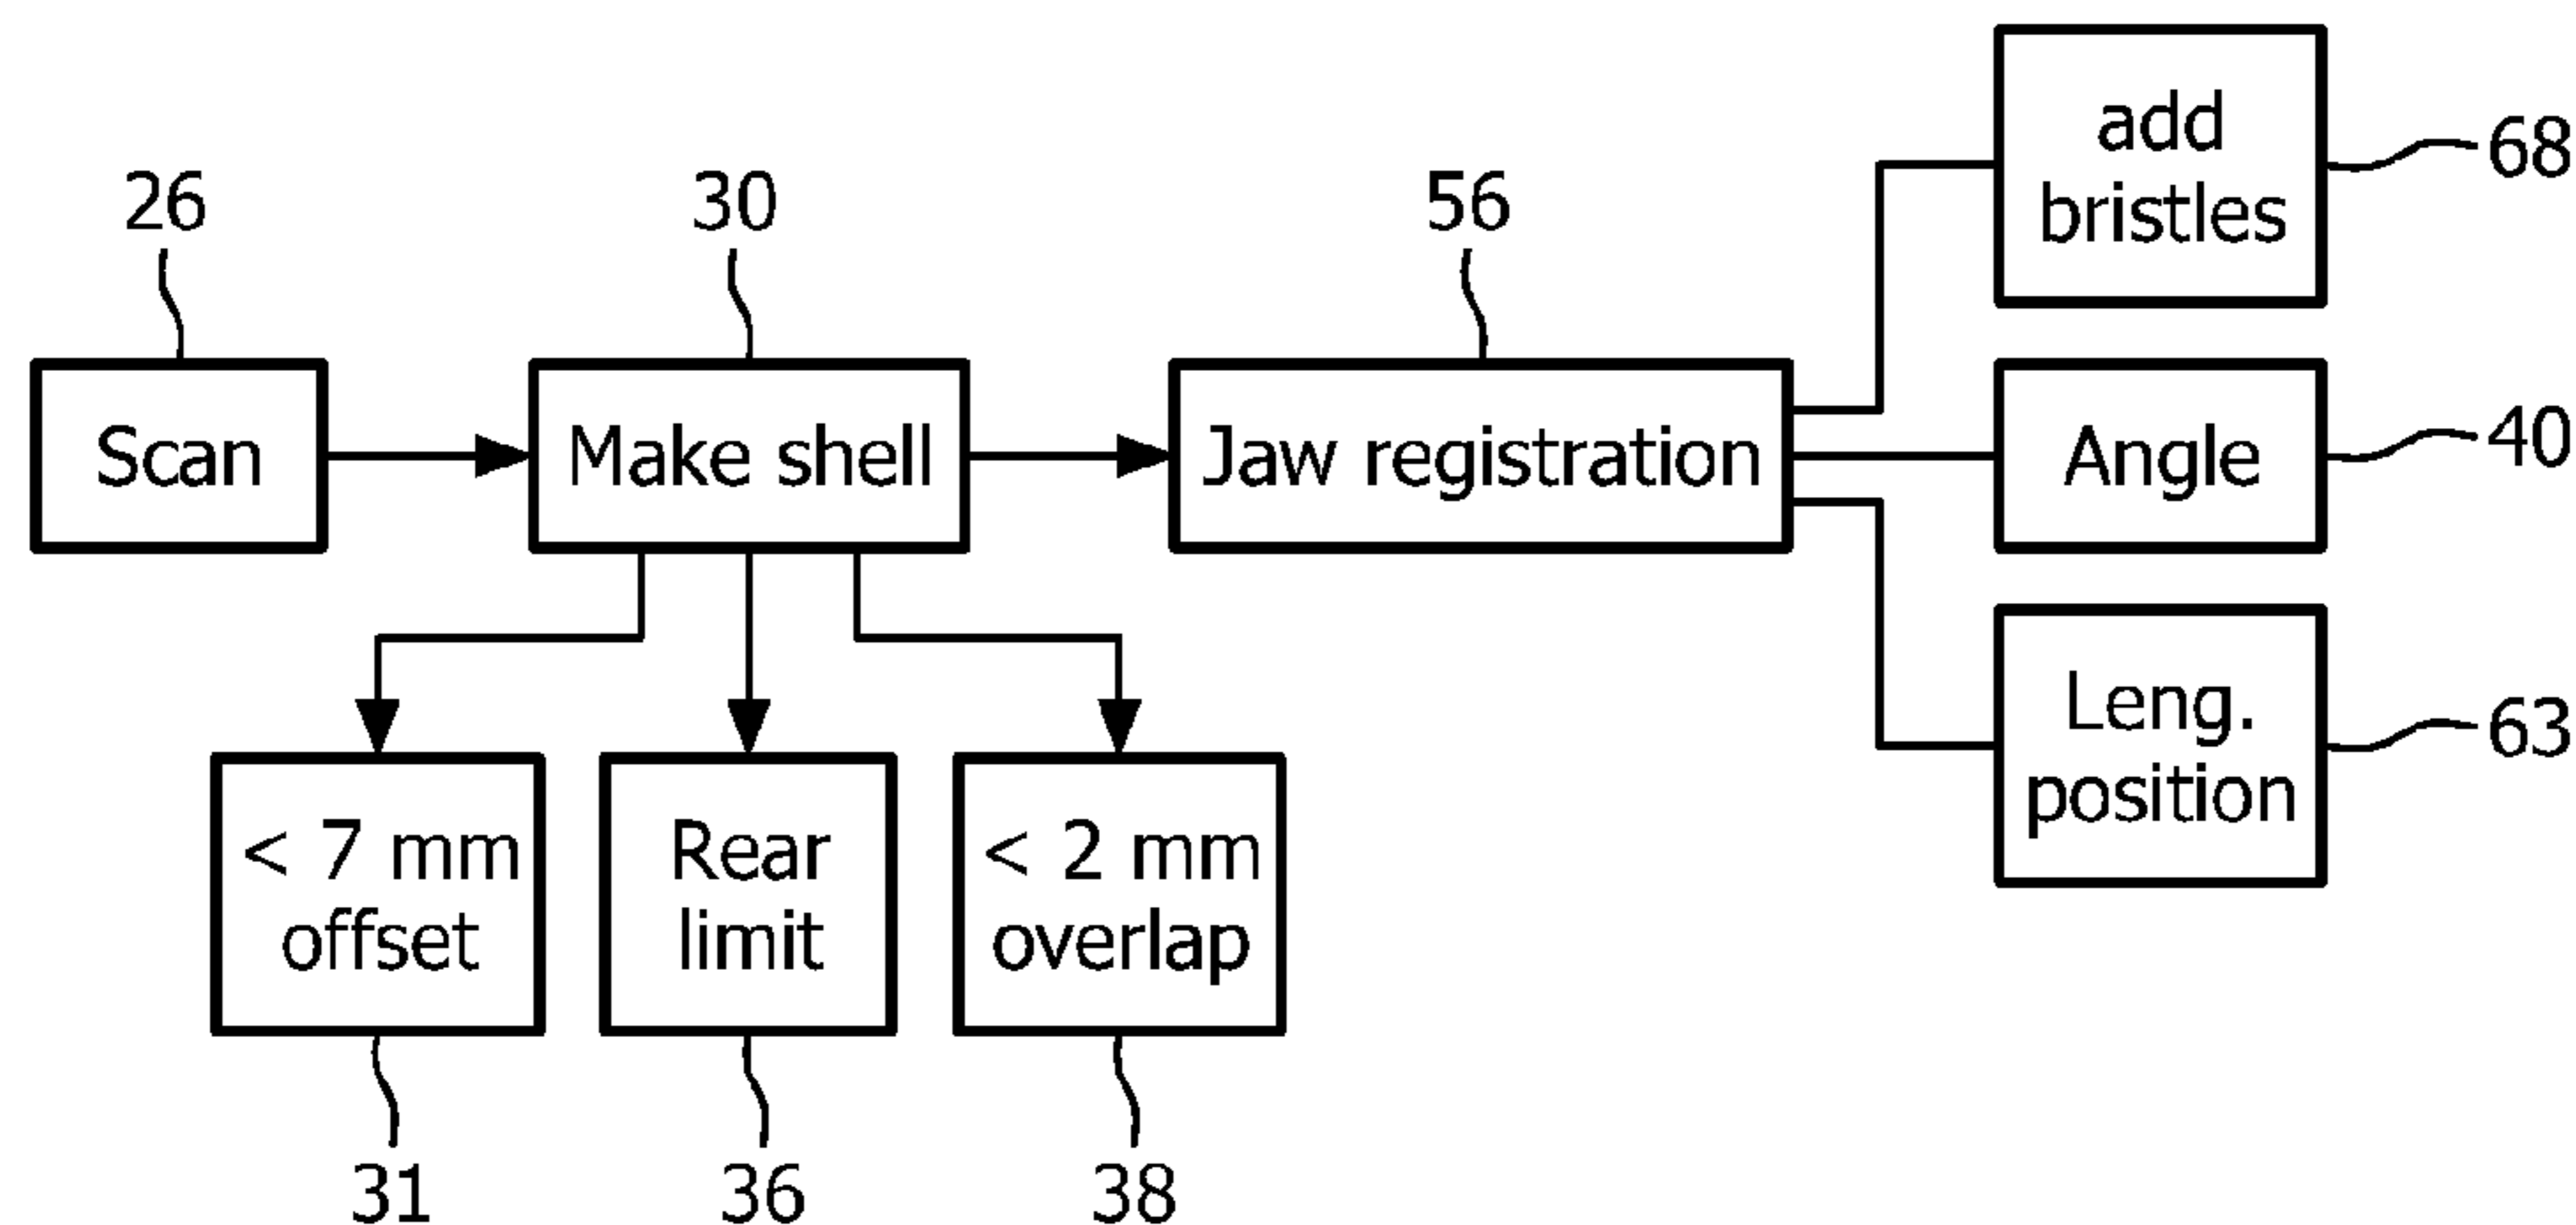 26
30
56
68
40
63
Scan
Make shell
Jaw registration
add
bristles
Angle
Leng.
position
< 7 mm
offset
Rear
limit
< 2 mm
overlap
31
36
38